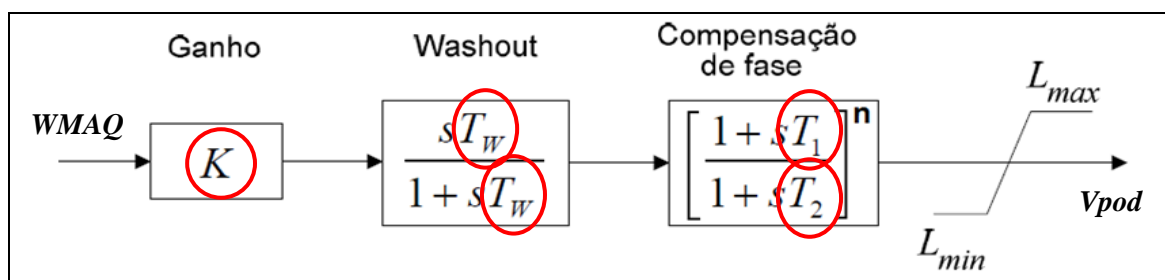 Ganho
Washout
Compensação
de fase
WMAQ
K
sT_W
1 + sT_W
[ 1 + sT_1
1 + sT_2 ]^n
L_max
L_min
Vpod